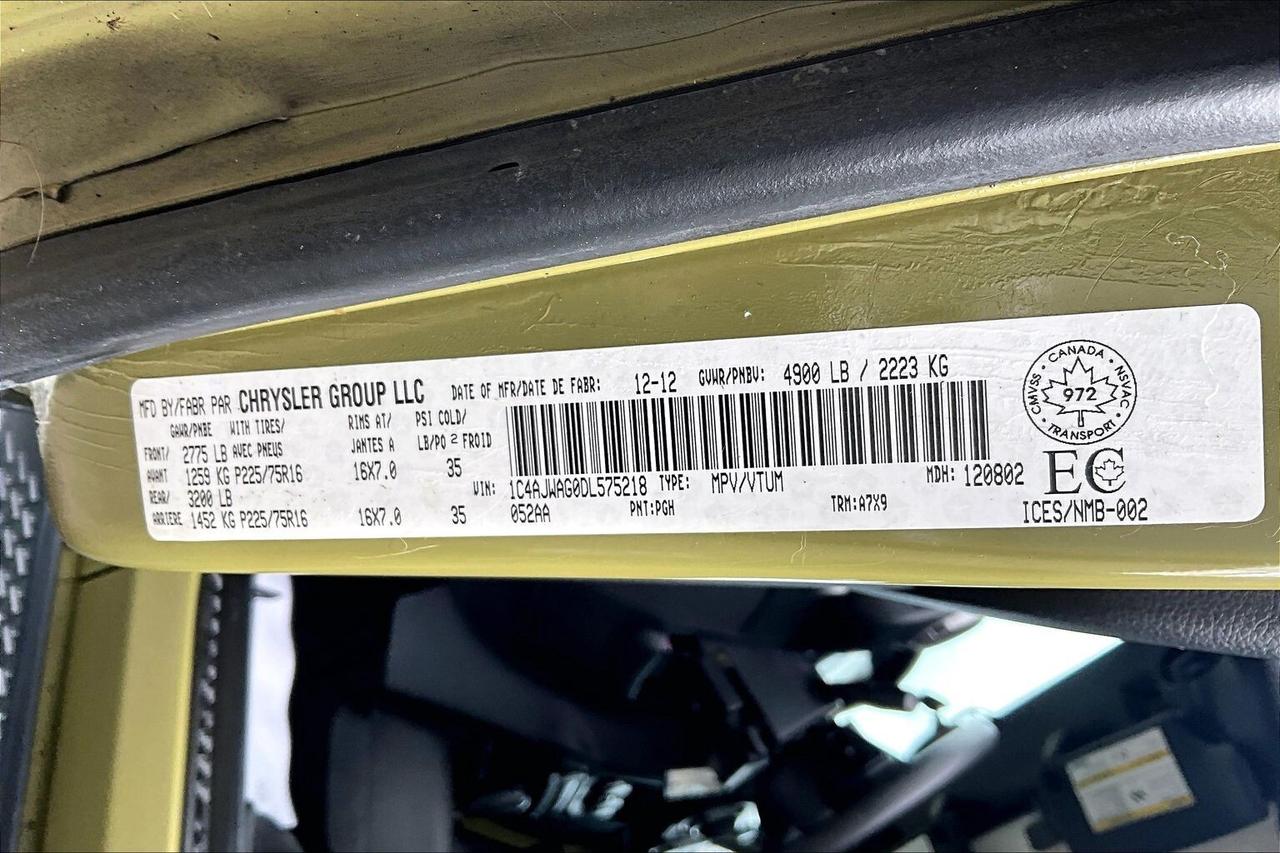 MFD BY/FABR PAR CHRYSLER GROUP LLC DATE OF MFR/DATE DE FABR: 12-12 GVWR/PNBV: 4900 LB / 2223 KG
GAWR/PNBE WITH TIRES/ RIMS AT/ PSI COLD/
FRONT/ 2775 LB AVEC PNEUS JANTES A LB/PO² FROID
AVANT 1259 KG P225/75R16 16X7.0 35
REAR/ 3200 LB
ARRIERE 1452 KG P225/75R16 16X7.0 35
VIN: 1C4AJWAG0DL575218 TYPE: MPV/VTUM MDH: 120802
052AA PNT:PGH TRM:A7X9
CANADA
CMVSS · NSVAC
972
TRANSPORT
EC
ICES/NMB-002